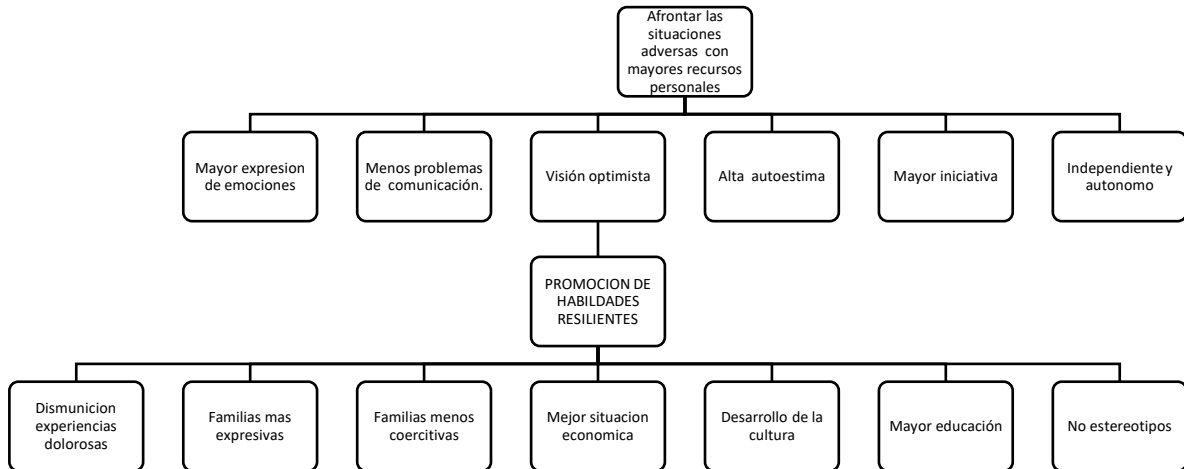 Afrontar las
situaciones
adversas con
mayores recursos
personales
Mayor expresion
de emociones
Menos problemas
de comunicación.
Visión optimista
Alta autoestima
Mayor iniciativa
Independiente y
autonomo
PROMOCION DE
HABILDADES
RESILIENTES
Dismunicion
experiencias
dolorosas
Familias mas
expresivas
Familias menos
coercitivas
Mejor situacion
economica
Desarrollo de la
cultura
Mayor educación
No estereotipos